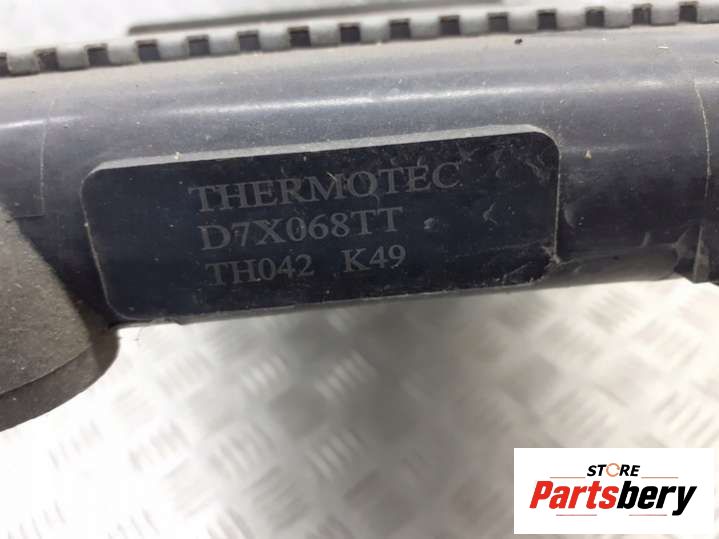 THERMOTEC
D7X068TT
TH042 K49
STORE
Partsbery